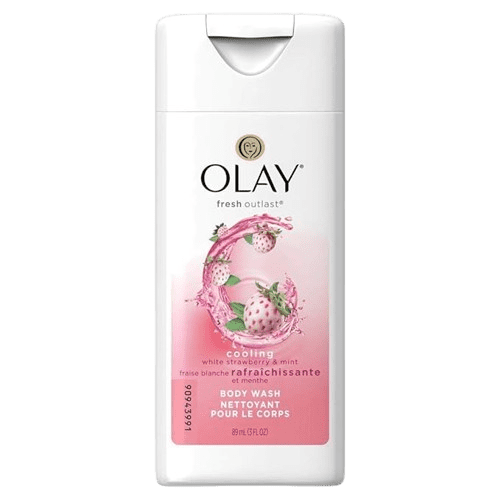 OLAY®
fresh outlast®
cooling
white strawberry & mint
fraise blanche rafraîchissante
et menthe
BODY WASH
NETTOYANT
POUR LE CORPS
89 ml (3 FL OZ)
90943991